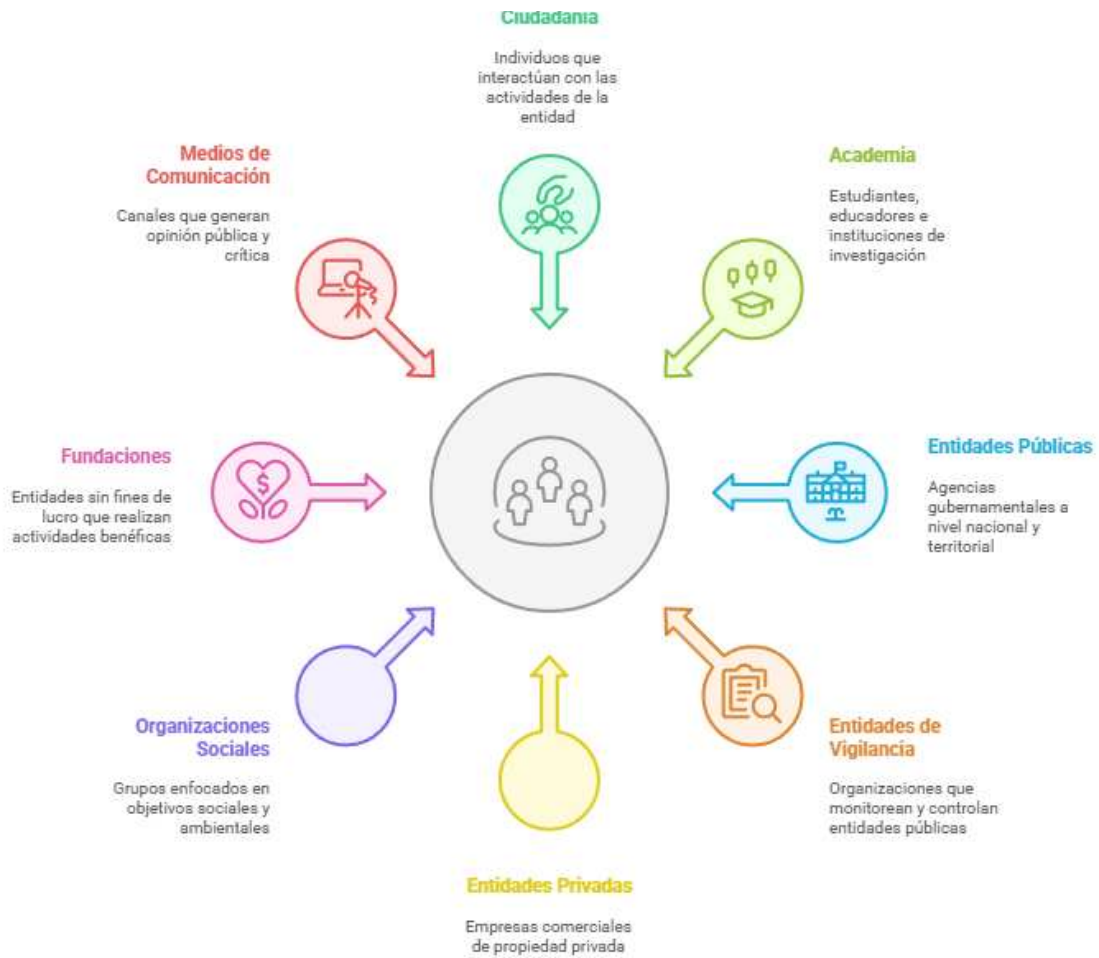 Ciudadanía
Individuos que
interactúan con las
actividades de la
entidad
Medios de
Comunicación
Canales que generan
opinión pública y
crítica
Academia
Estudiantes,
educadores e
instituciones de
investigación
Fundaciones
Entidades sin fines de
lucro que realizan
actividades benéficas
Entidades Públicas
Agencias
gubernamentales a
nivel nacional y
territorial
Organizaciones
Sociales
Grupos enfocados en
objetivos sociales y
ambientales
Entidades de
Vigilancia
Organizaciones que
monitorean y controlan
entidades públicas
Entidades Privadas
Empresas comerciales
de propiedad privada